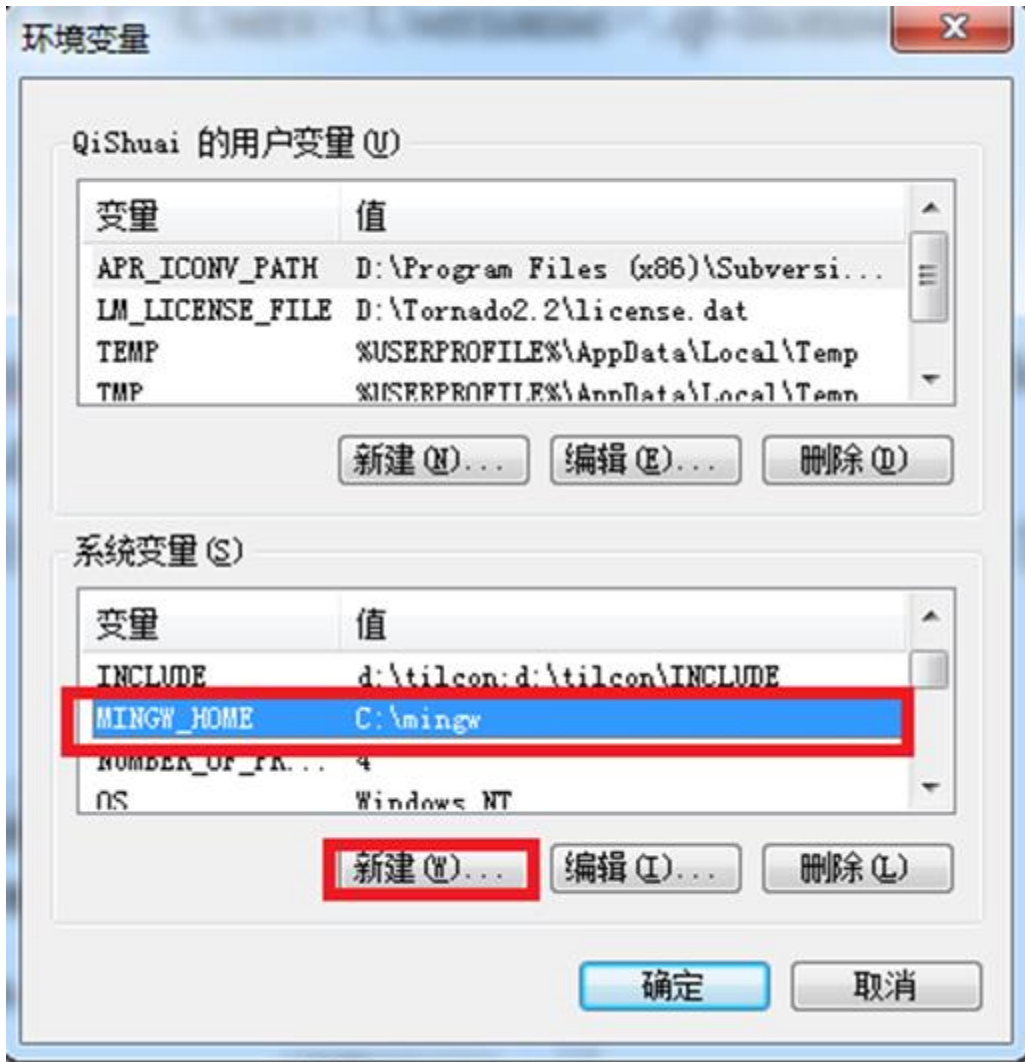 环境变量
QiShuai 的用户变量(U)
变量 值
APR_ICONV_PATH D:\Program Files (x86)\Subversi...
LM_LICENSE_FILE D:\Tornado2.2\license.dat
TEMP %USERPROFILE%\AppData\Local\Temp
TMP %USERPROFILE%\AppData\Local\Temp
新建(N)... 编辑(E)... 删除(D)
系统变量(S)
变量 值
INCLUDE d:\tilcon;d:\tilcon\INCLUDE
MINGW_HOME C:\mingw
NUMBER_OF_PR... 4
OS Windows_NT
新建(W)... 编辑(I)... 删除(L)
确定 取消